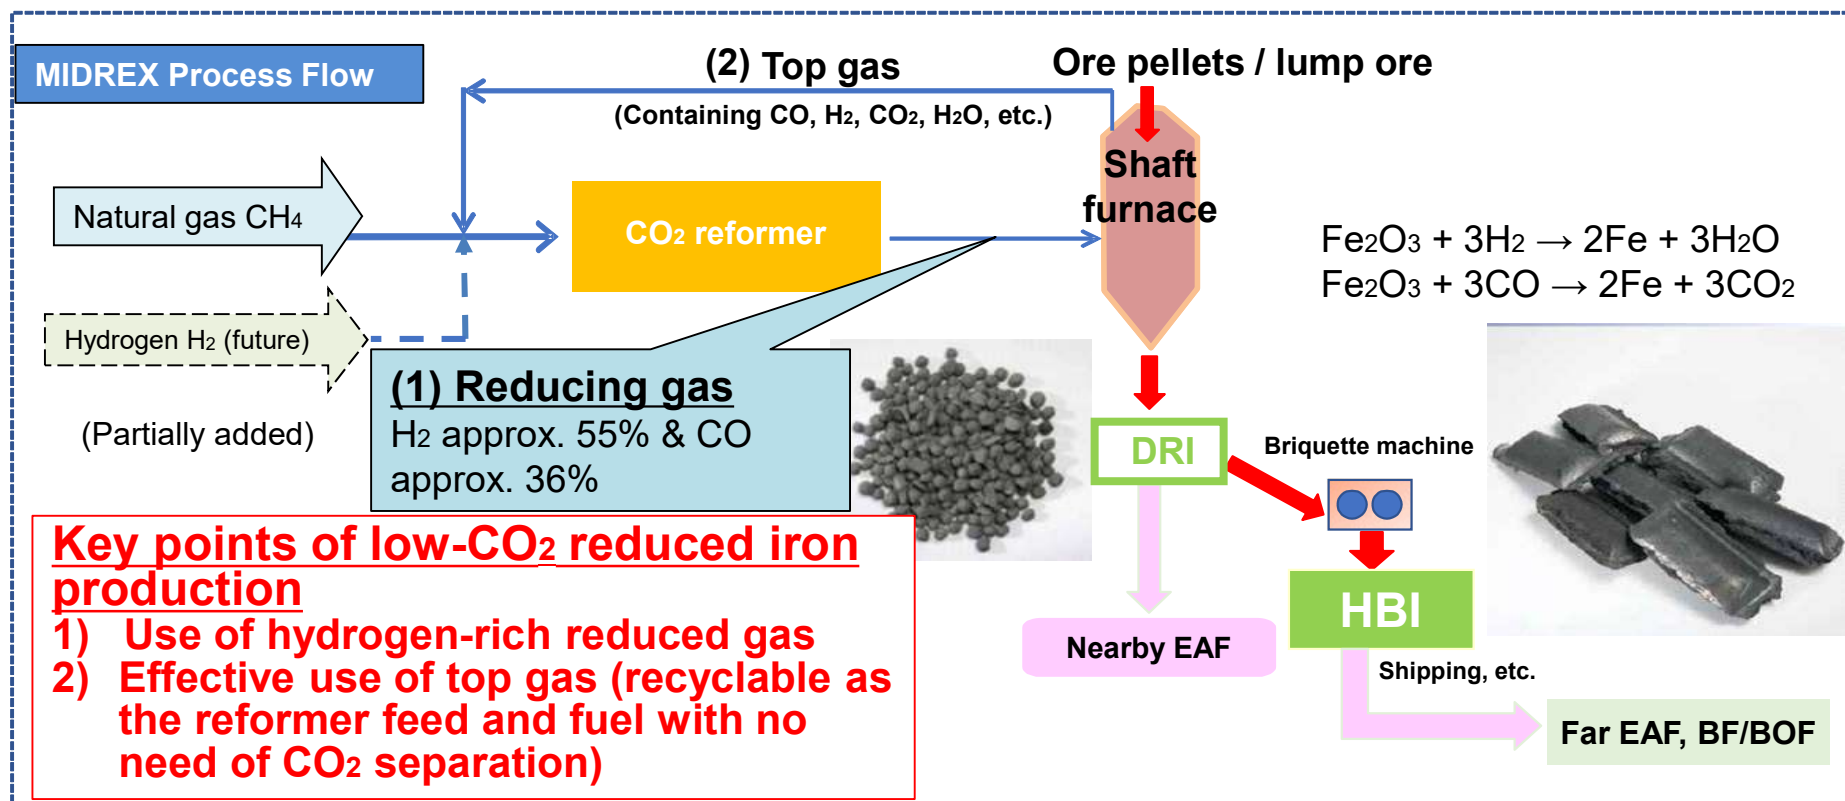 MIDREX Process Flow
(2) Top gas
(Containing CO, H2, CO2, H2O, etc.)
Ore pellets / lump ore
Shaft
furnace
Natural gas CH4
CO2 reformer
Fe2O3 + 3H2 → 2Fe + 3H2O
Fe2O3 + 3CO → 2Fe + 3CO2
Hydrogen H2 (future)
(Partially added)
(1) Reducing gas
H2 approx. 55% & CO
approx. 36%
DRI
Briquette machine
HBI
Nearby EAF
Shipping, etc.
Far EAF, BF/BOF
Key points of low-CO2 reduced iron
production
1) Use of hydrogen-rich reduced gas
2) Effective use of top gas (recyclable as
the reformer feed and fuel with no
need of CO2 separation)